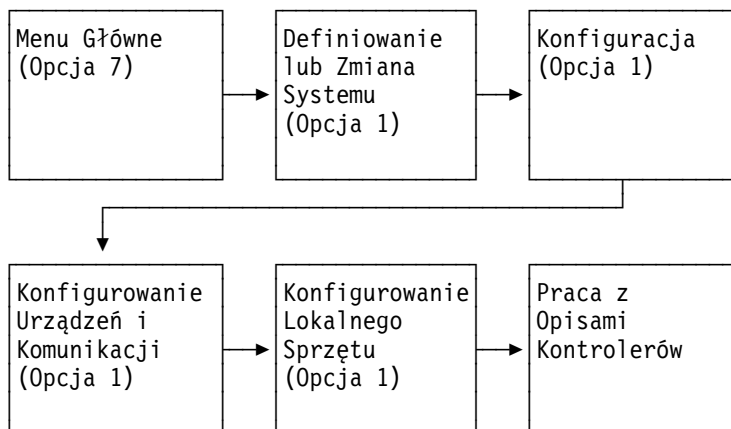 Menu Główne
(Opcja 7)
Definiowanie
lub Zmiana
Systemu
(Opcja 1)
Konfiguracja
(Opcja 1)
Konfigurowanie
Urządzeń i
Komunikacji
(Opcja 1)
Konfigurowanie
Lokalnego
Sprzętu
(Opcja 1)
Praca z
Opisami
Kontrolerów